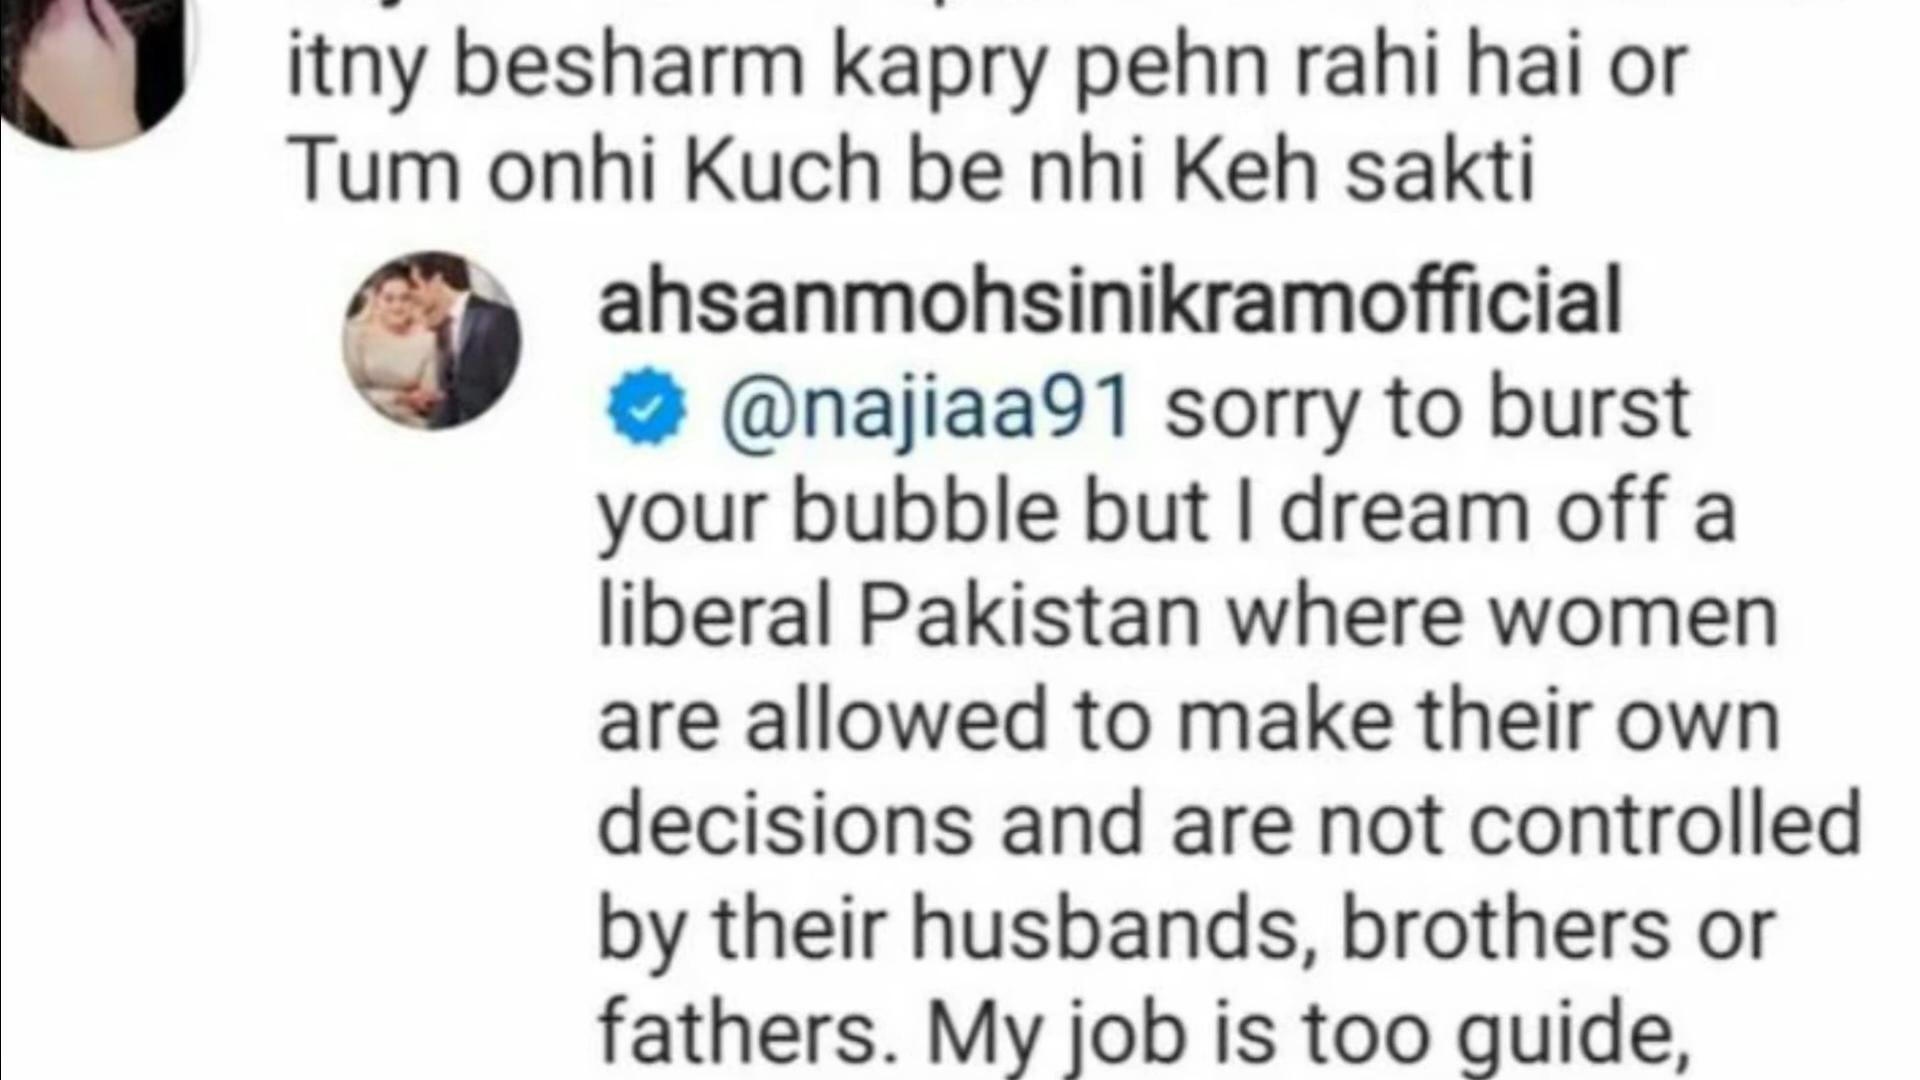 itny besharm kapry pehn rahi hai or
Tum onhi Kuch be nhi Keh sakti
ahsanmohsinikramofficial
@najiaa91 sorry to burst
your bubble but I dream off a
liberal Pakistan where women
are allowed to make their own
decisions and are not controlled
by their husbands, brothers or
fathers. My job is too guide,